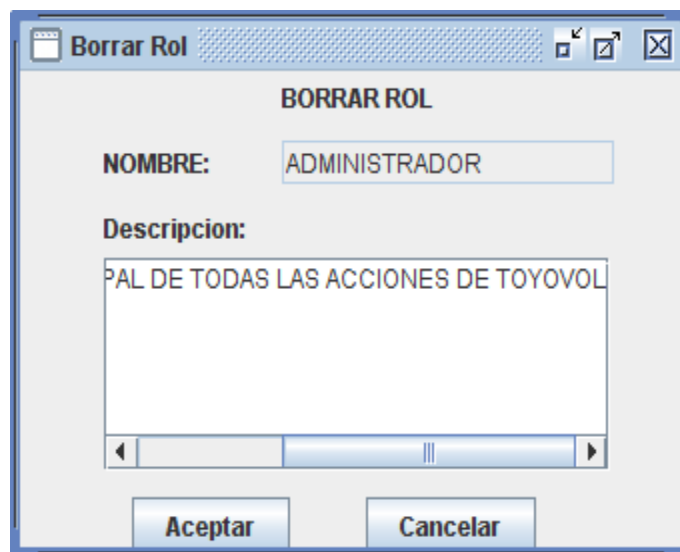 Borrar Rol
BORRAR ROL
NOMBRE: ADMINISTRADOR
Descripcion:
PAL DE TODAS LAS ACCIONES DE TOYOVOL
Aceptar Cancelar